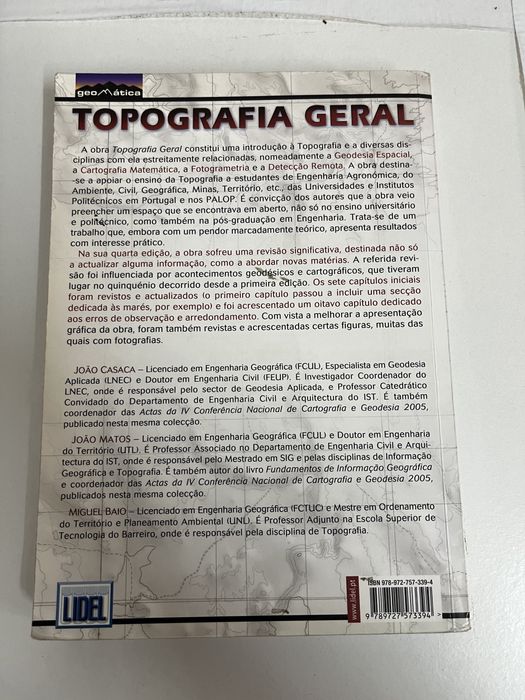 geomática
TOPOGRAFIA GERAL
A obra Topografia Geral constitui uma introdução à Topografia e a diversas dis-
ciplinas com ela estreitamente relacionadas, nomeadamente a Geodesia Espacial,
a Cartografia Matemática, a Fotogrametria e a Detecção Remota. A obra destina-
-se a apoiar o ensino da Topografia a estudantes de Engenharia Agronómica, do
Ambiente, Civil, Geográfica, Minas, Território, etc., das Universidades e Institutos
Politécnicos em Portugal e nos PALOP. É convicção dos autores que a obra veio
preencher um espaço que se encontrava em aberto, não só no ensino universitário
e politécnico, como também na pós-graduação em Engenharia. Trata-se de um
trabalho que, embora com um pendor marcadamente teórico, apresenta resultados
com interesse prático.
Na sua quarta edição, a obra sofreu uma revisão significativa, destinada não só
a actualizar alguma informação, como a abordar novas matérias. A referida revi-
são foi influenciada por acontecimentos geodésicos e cartográficos, que tiveram
lugar no quinquénio decorrido desde a primeira edição. Os sete capítulos iniciais
foram revistos e actualizados (o primeiro capítulo passou a incluir uma secção
dedicada às marés, por exemplo) e foi acrescentado um oitavo capítulo dedicado
aos erros de observação e arredondamento. Com vista a melhorar a apresentação
gráfica da obra, foram também revistas e acrescentadas certas figuras, muitas das
quais com fotografias.
JOÃO CASACA – Licenciado em Engenharia Geográfica (FCUL), Especialista em Geodesia
Aplicada (LNEC) e Doutor em Engenharia Civil (FEUP). É Investigador Coordenador do
LNEC, onde é responsável pelo sector de Geodesia Aplicada, e Professor Catedrático
Convidado do Departamento de Engenharia Civil e Arquitectura do IST. É também
coordenador das Actas da IV Conferência Nacional de Cartografia e Geodesia 2005,
publicado nesta mesma colecção.
JOÃO MATOS – Licenciado em Engenharia Geográfica (FCUL) e Doutor em Engenharia
do Território (UTL). É Professor Associado no Departamento de Engenharia Civil e Arqui-
tectura do IST, onde é responsável pelo Mestrado em SIG e pelas disciplinas de Informação
Geográfica e Topografia. É também autor do livro Fundamentos de Informação Geográfica
e coordenador das Actas da IV Conferência Nacional de Cartografia e Geodesia 2005,
publicados nesta mesma colecção.
MIGUEL BAIO – Licenciado em Engenharia Geográfica (FCTUC) e Mestre em Ordenamento
do Território e Planeamento Ambiental (UNL). É Professor Adjunto na Escola Superior de
Tecnologia do Barreiro, onde é responsável pela disciplina de Topografia.
LIDEL
www.lidel.pt
ISBN 978-972-757-339-4
9 789727 573394 >